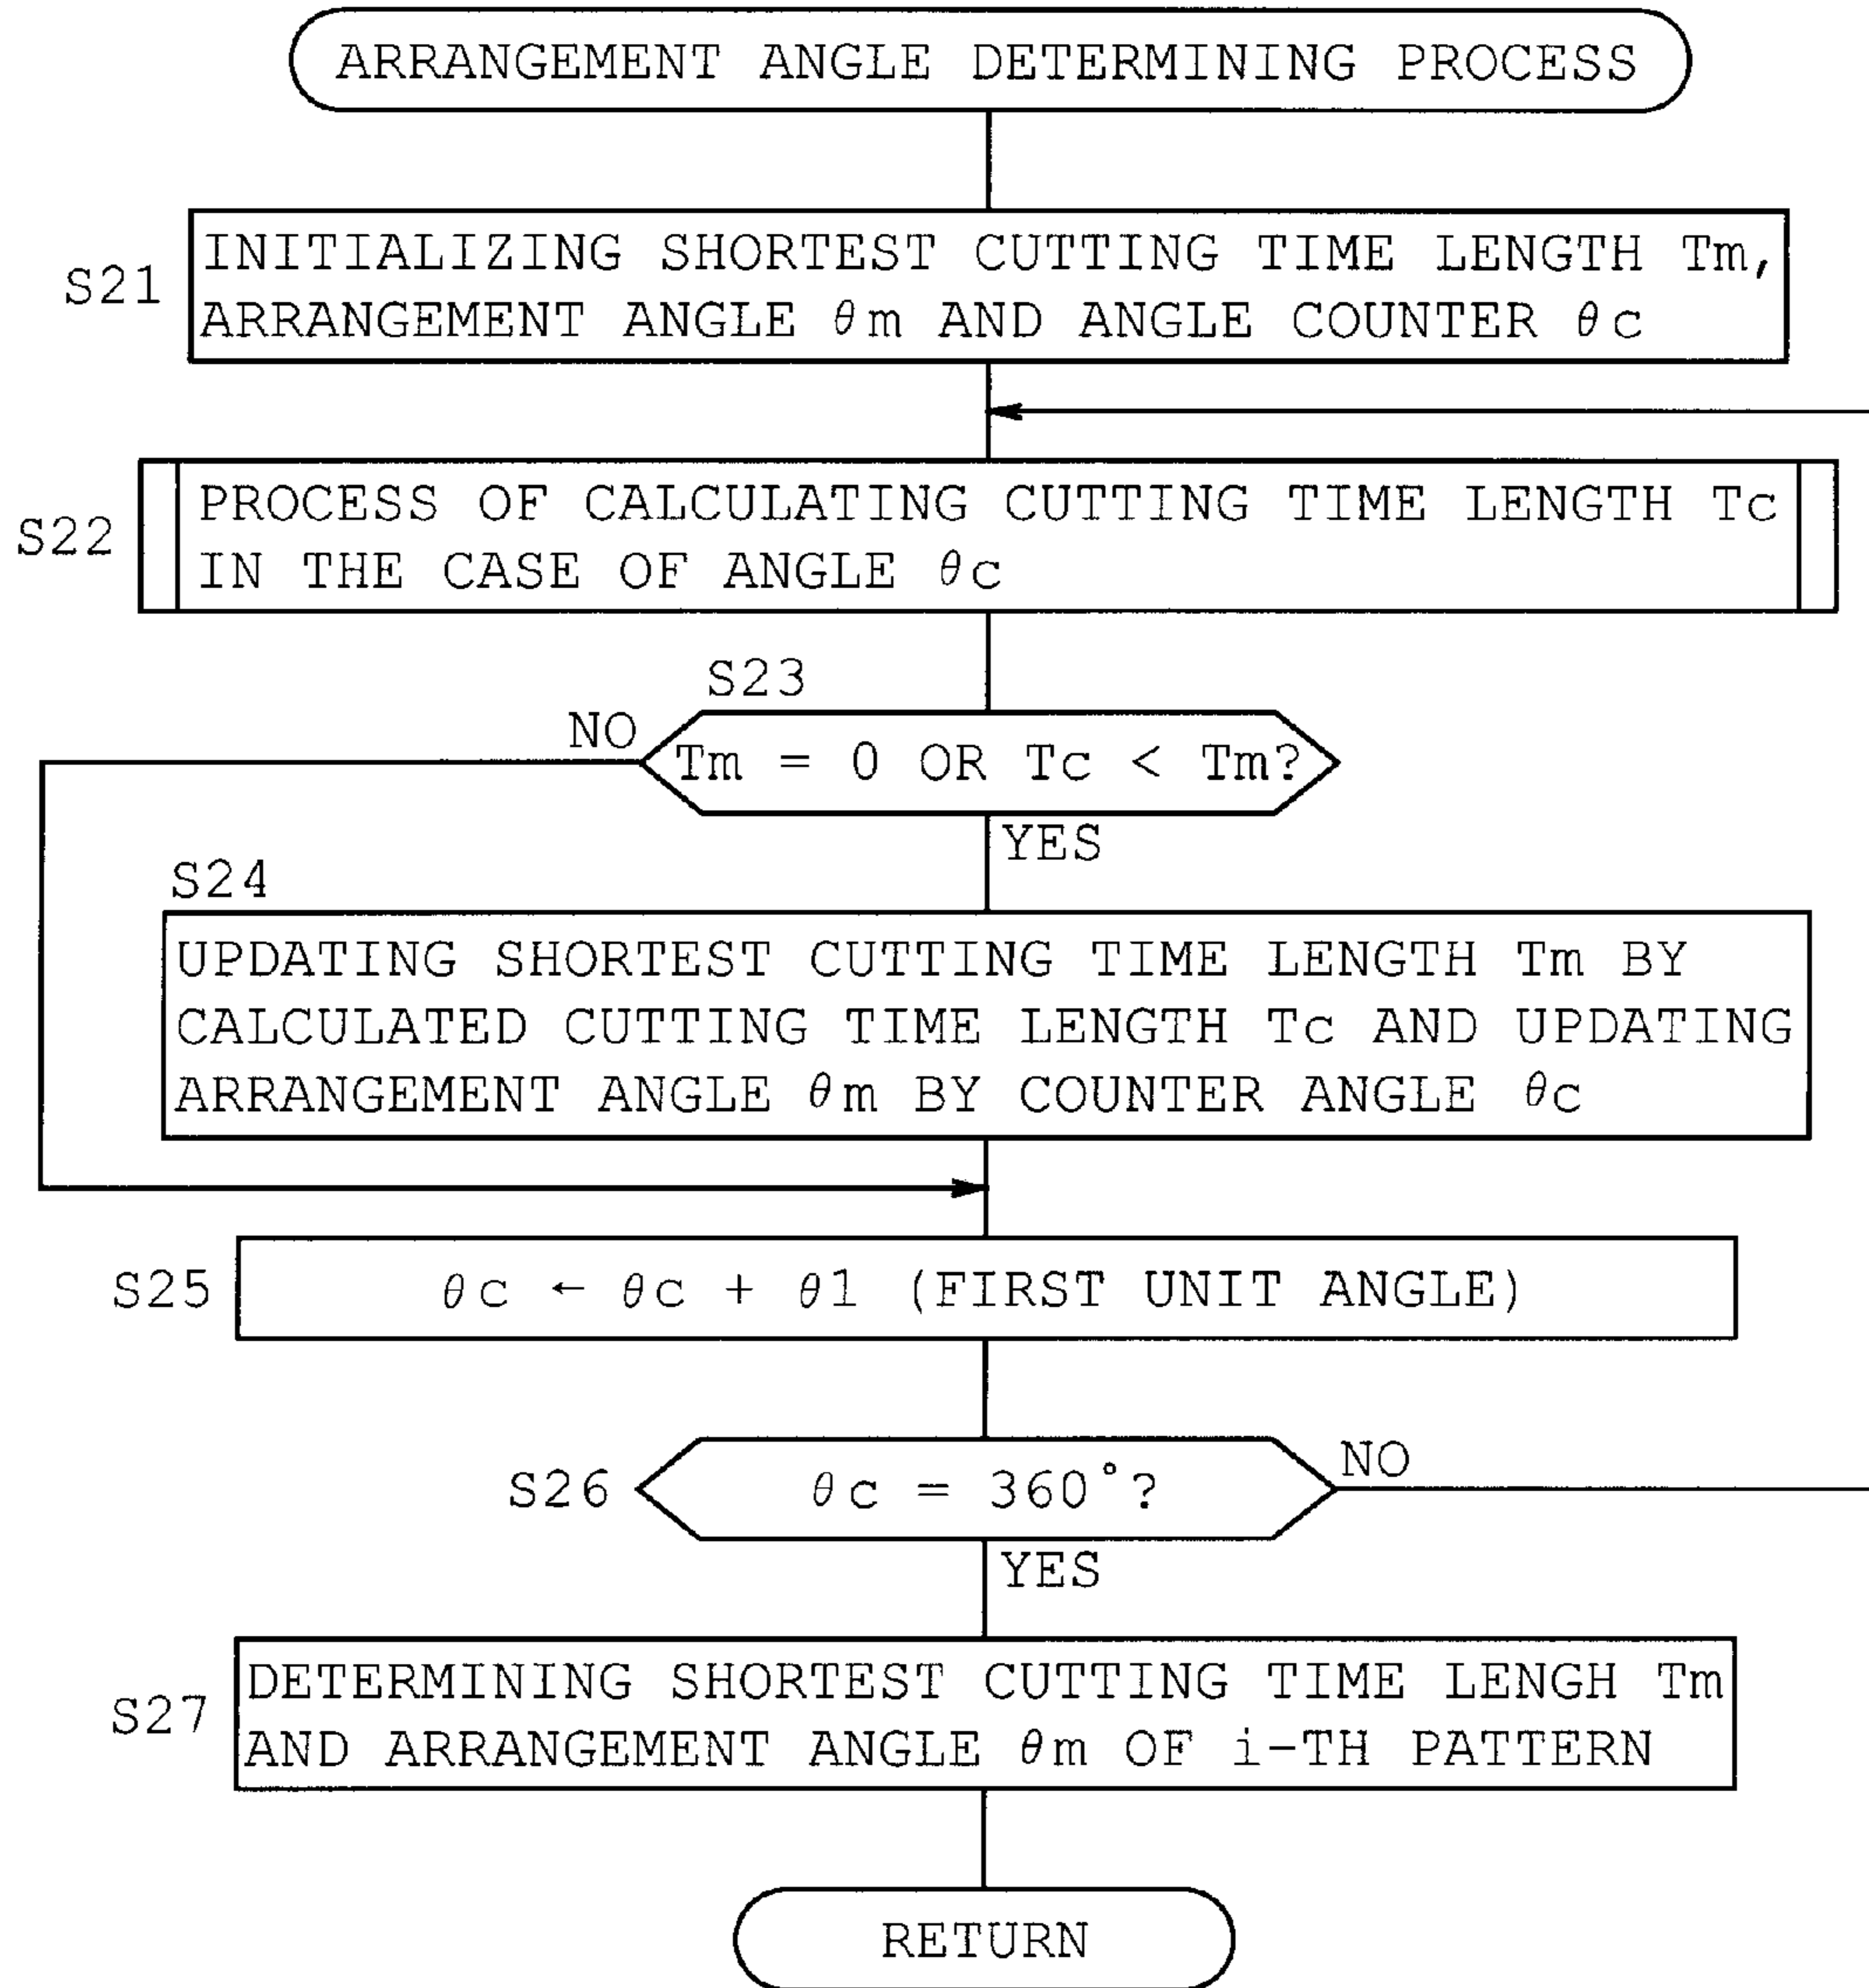 ARRANGEMENT ANGLE DETERMINING PROCESS
S21
INITIALIZING SHORTEST CUTTING TIME LENGTH Tm,
ARRANGEMENT ANGLE θm AND ANGLE COUNTER θc
S22
PROCESS OF CALCULATING CUTTING TIME LENGTH Tc
IN THE CASE OF ANGLE θc
S23
NO
Tm = 0 OR Tc < Tm?
YES
S24
UPDATING SHORTEST CUTTING TIME LENGTH Tm BY
CALCULATED CUTTING TIME LENGTH Tc AND UPDATING
ARRANGEMENT ANGLE θm BY COUNTER ANGLE θc
S25
θc ← θc + θ1 (FIRST UNIT ANGLE)
S26
θc = 360°?
NO
YES
S27
DETERMINING SHORTEST CUTTING TIME LENGH Tm
AND ARRANGEMENT ANGLE θm OF i-TH PATTERN
RETURN